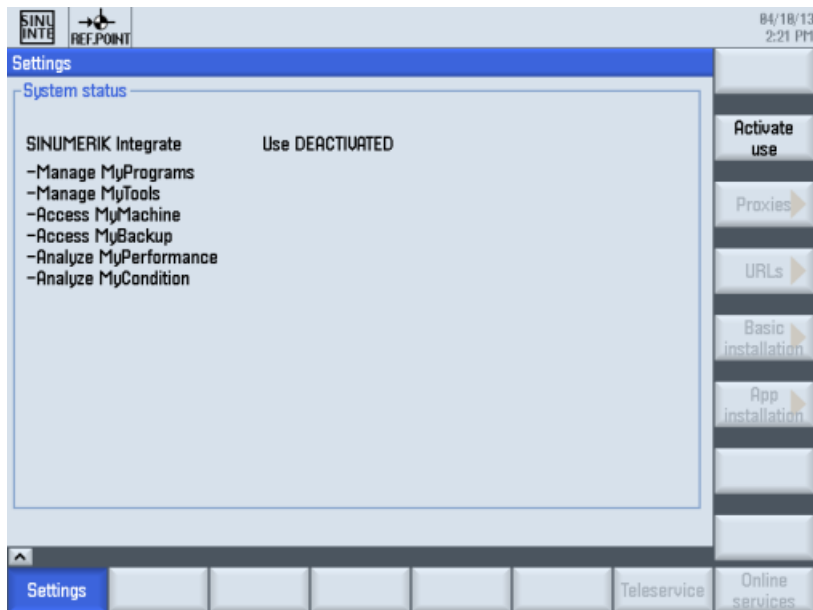 SINU
INTE
REF.POINT
04/18/13
2:21 PM
Settings
System status
SINUMERIK Integrate Use DEACTIVATED
-Manage MyPrograms
-Manage MyTools
-Access MyMachine
-Access MyBackup
-Analyze MyPerformance
-Analyze MyCondition
Activate
use
Proxies
URLs
Basic
installation
App
installation
Settings
Teleservice
Online
services